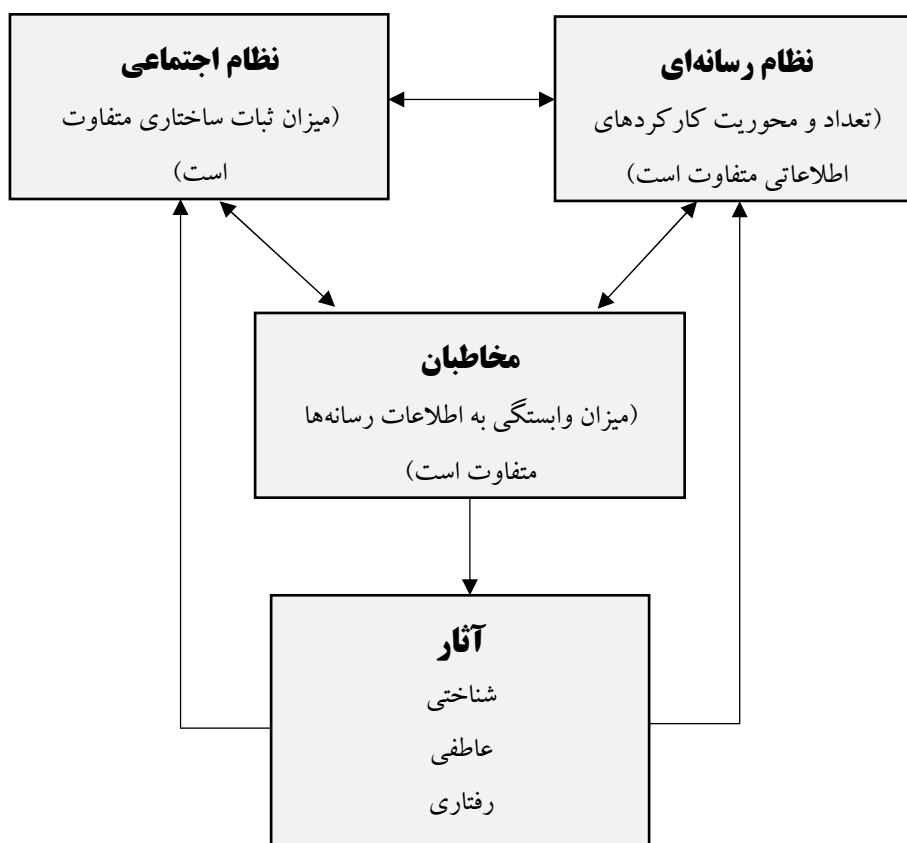 نظام رسانه‌ای
(تعداد و محوریت کارکردهای
اطلاعاتی متفاوت است)
نظام اجتماعی
(میزان ثبات ساختاری متفاوت
است)
مخاطبان
(میزان وابستگی به اطلاعات رسانه‌ها
متفاوت است)
آثار
شناختی
عاطفی
رفتاری